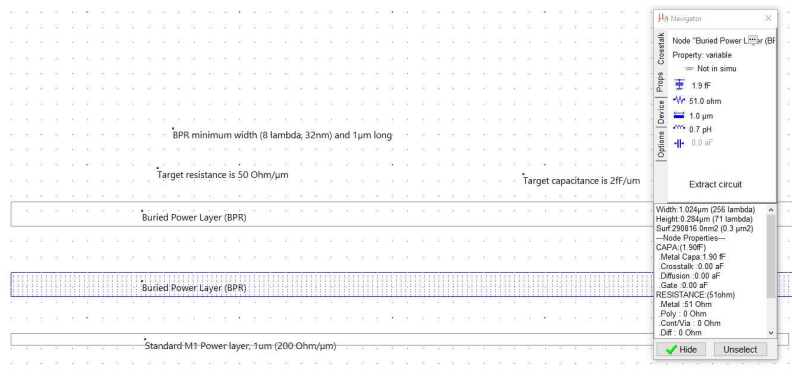 Navigator
Crosstalk
Props
Device
Options
Node "Buried Power (BF
Property: variable
Not in simu
1.9 fF
51.0 ohm
1.0 µm
0.7 pH
0.0 aF
Extract circuit
BPR minimum width (8 lambda; 32nm) and 1µm long
Target resistance is 50 Ohm/µm
Target capacitance is 2fF/um
Buried Power Layer (BPR)
Buried Power Layer (BPR)
Standard M1 Power layer, 1um (200 Ohm/µm)
Width:1.024µm (256 lambda)
Height:0.284µm (71 lambda)
Surf:290816.0nm2 (0.3 µm2)
---Node Properties---
CAPA:(1.90fF)
.Metal Capa:1.90 fF
.Crosstalk :0.00 aF
.Diffusion :0.00 aF
.Gate :0.00 aF
RESISTANCE:(51ohm)
.Metal :51 Ohm
.Poly : 0 Ohm
.Cont/Via : 0 Ohm
.Diff : 0 Ohm
Hide
Unselect